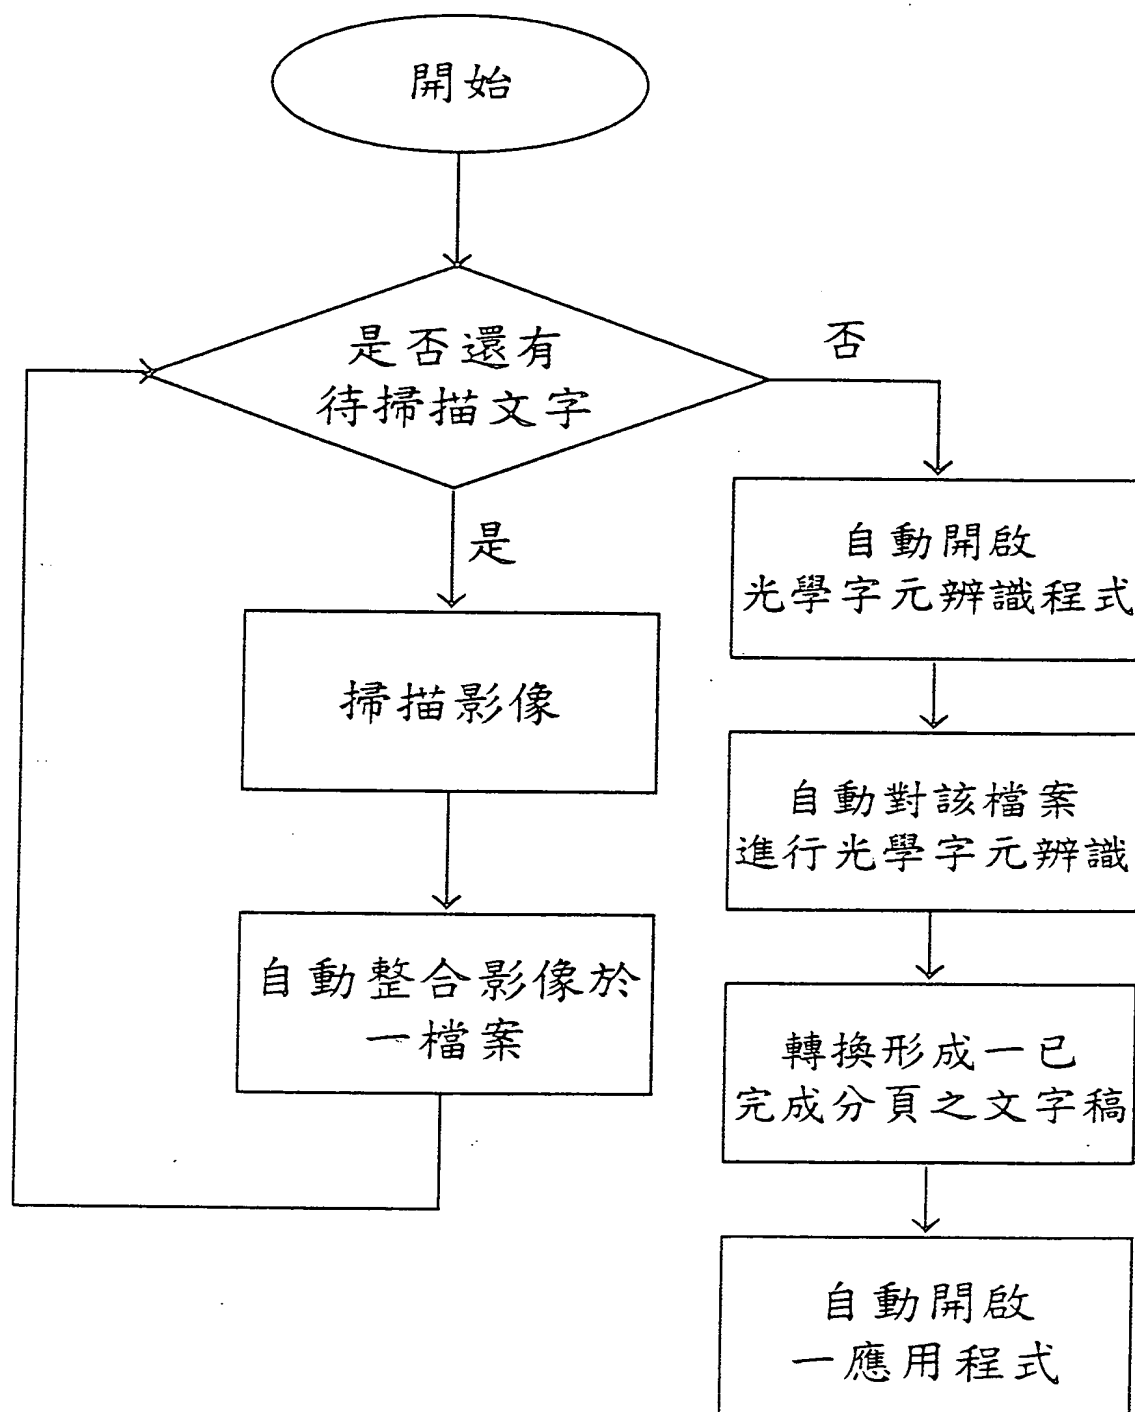 開始
是否還有
待掃描文字
否
是
掃描影像
自動整合影像於
一檔案
自動開啟
光學字元辨識程式
自動對該檔案
進行光學字元辨識
轉換形成一已
完成分頁之文字稿
自動開啟
一應用程式